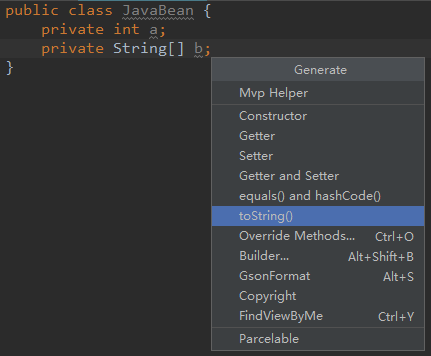 public class JavaBean {
private int a;
private String[] b;
}
Generate
Mvp Helper
Constructor
Getter
Setter
Getter and Setter
equals() and hashCode()
toString()
Override Methods... Ctrl+O
Builder... Alt+Shift+B
GsonFormat Alt+S
Copyright
FindViewByMe Ctrl+Y
Parcelable